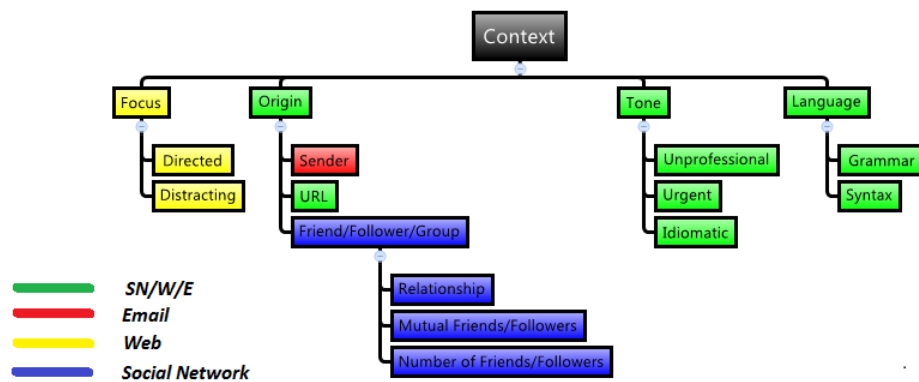 Context
Focus
Origin
Tone
Language
Directed
Sender
Unprofessional
Grammar
Distracting
URL
Urgent
Syntax
Friend/Follower/Group
Idiomatic
Relationship
Mutual Friends/Followers
Number of Friends/Followers
SN/W/E
Email
Web
Social Network